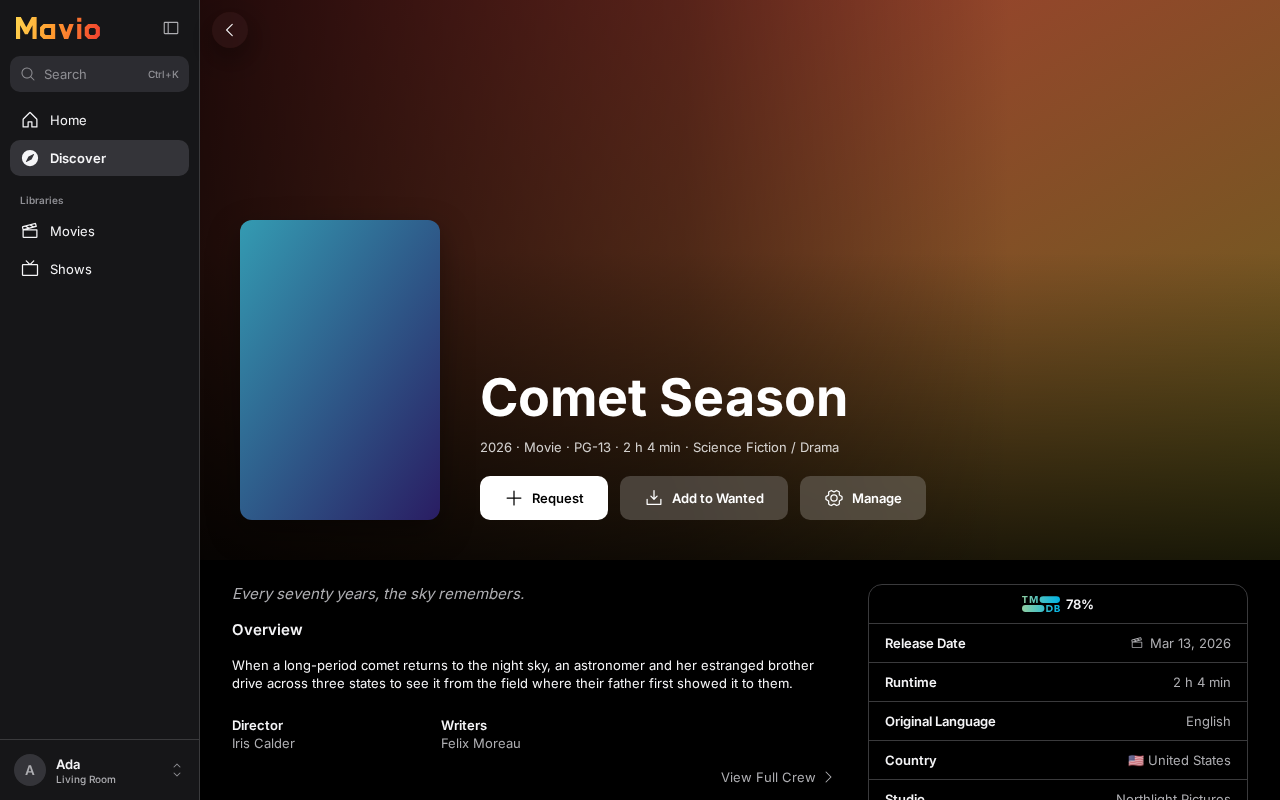 Mavio
Search Ctrl+K
Home
Discover
Libraries
Movies
Shows
A
Ada
Living Room
Comet Season
2026 · Movie · PG-13 · 2 h 4 min · Science Fiction / Drama
Request
Add to Wanted
Manage
Every seventy years, the sky remembers.
Overview
When a long-period comet returns to the night sky, an astronomer and her estranged brother
drive across three states to see it from the field where their father first showed it to them.
Director
Iris Calder
Writers
Felix Moreau
View Full Crew
TMDB 78%
Release Date Mar 13, 2026
Runtime 2 h 4 min
Original Language English
Country 🇺🇸 United States
Studio Northlight Pictures